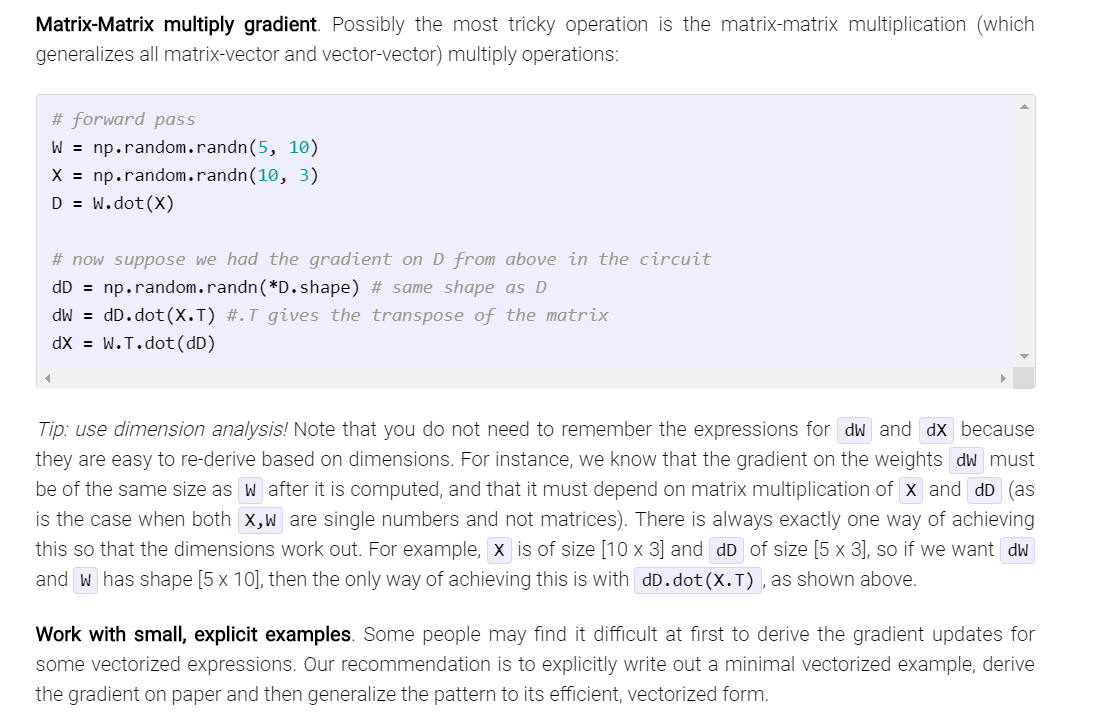 Matrix-Matrix multiply gradient. Possibly the most tricky operation is the matrix-matrix multiplication (which
generalizes all matrix-vector and vector-vector) multiply operations:
# forward pass
W = np.random.randn(5, 10)
X = np.random.randn(10, 3)
D = W.dot(X)
# now suppose we had the gradient on D from above in the circuit
dD = np.random.randn(*D.shape) # same shape as D
dW = dD.dot(X.T) #.T gives the transpose of the matrix
dX = W.T.dot(dD)
Tip: use dimension analysis! Note that you do not need to remember the expressions for dW and dX because
they are easy to re-derive based on dimensions. For instance, we know that the gradient on the weights dW must
be of the same size as W after it is computed, and that it must depend on matrix multiplication of X and dD (as
is the case when both X,W are single numbers and not matrices). There is always exactly one way of achieving
this so that the dimensions work out. For example, X is of size [10 x 3] and dD of size [5 x 3], so if we want dW
and W has shape [5 x 10], then the only way of achieving this is with dD.dot(X.T), as shown above.
Work with small, explicit examples. Some people may find it difficult at first to derive the gradient updates for
some vectorized expressions. Our recommendation is to explicitly write out a minimal vectorized example, derive
the gradient on paper and then generalize the pattern to its efficient, vectorized form.